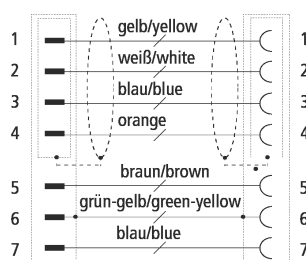 gelb/yellow
1 1
weiß/white
2 2
blau/blue
3 3
orange
4 4
braun/brown
5 5
grün-gelb/green-yellow
6 6
blau/blue
7 7